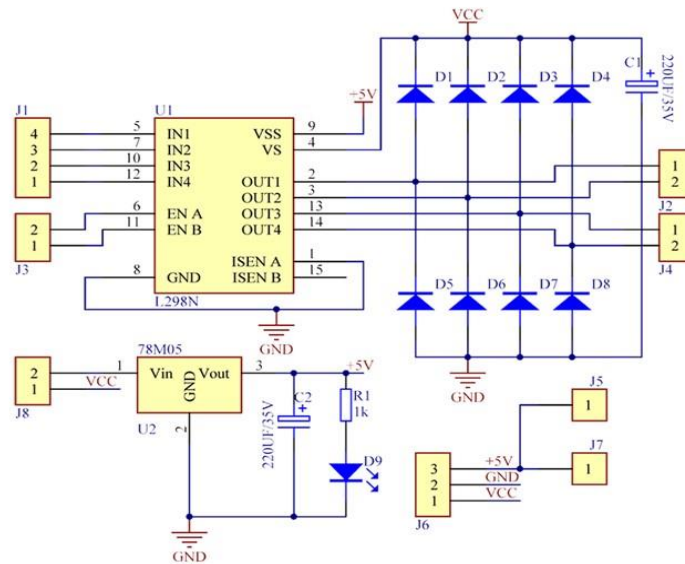 VCC
D1 D2 D3 D4
C1
+
220UF/35V
J1
4
3
2
1
U1
+5V
5 IN1 VSS 9
7 IN2 VS 4
10 IN3
12 IN4 OUT1 2
OUT2 3
6 EN A OUT3 13
11 EN B OUT4 14
ISEN A 1
8 GND ISEN B 15
L298N
2
1
J3
1
2
J2
1
2
J4
GND
D5 D6 D7 D8
GND
78M05
2
1
J8
VCC
1 Vin Vout 3
GND
2
U2
+5V
C2
+
220UF/35V
R1
1k
D9
GND
J5
1
J7
1
3 +5V
2 GND
1 VCC
J6